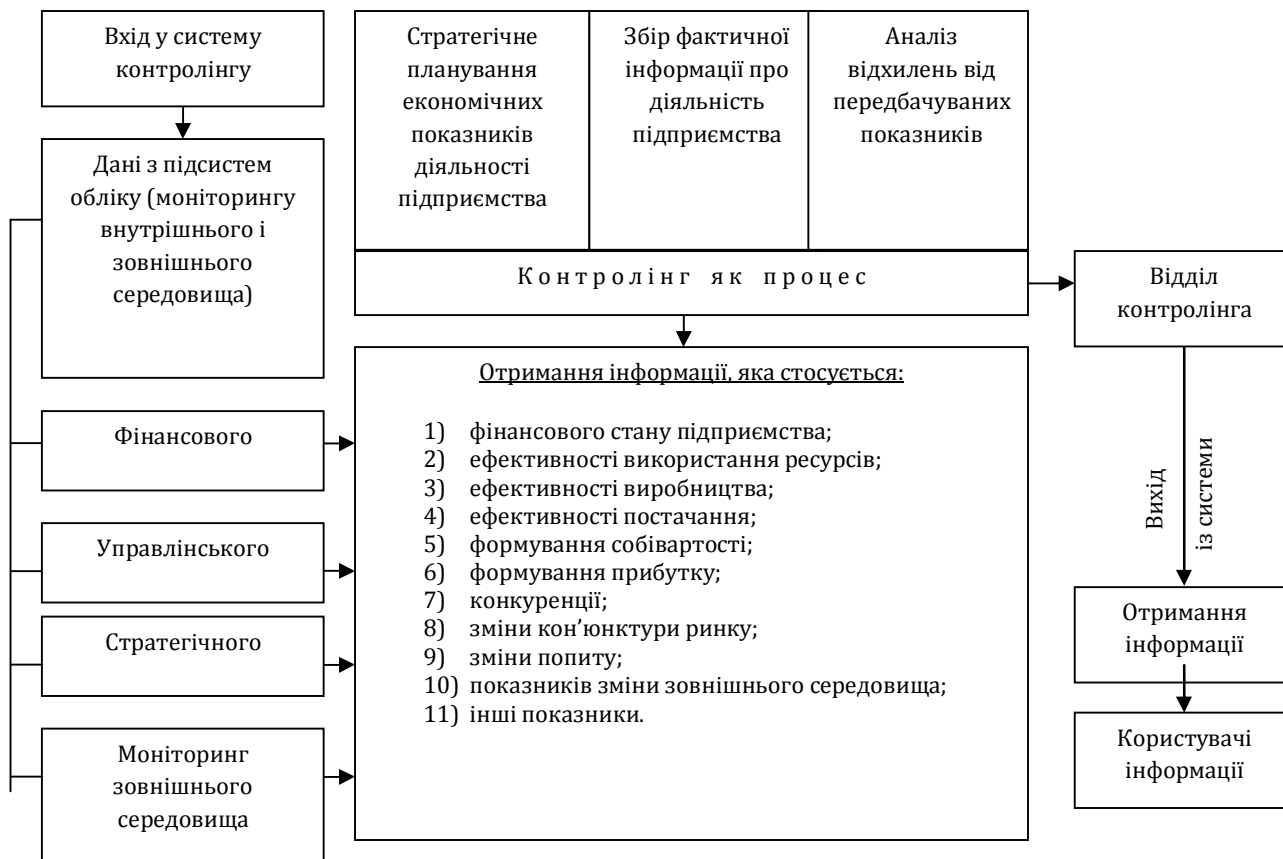 Вхід у систему
контролінгу
Дані з підсистем
обліку (моніторингу
внутрішнього і
зовнішнього
середовища)
Фінансового
Управлінського
Стратегічного
Моніторинг
зовнішнього
середовища
Стратегічне
планування
економічних
показників
діяльності
підприємства
Збір фактичної
інформації про
діяльність
підприємства
Аналіз
відхилень від
передбачуваних
показників
Контролінг як процес
Отримання інформації, яка стосується:
1) фінансового стану підприємства;
2) ефективності використання ресурсів;
3) ефективності виробництва;
4) ефективності постачання;
5) формування собівартості;
6) формування прибутку;
7) конкуренції;
8) зміни кон’юнктури ринку;
9) зміни попиту;
10) показників зміни зовнішнього середовища;
11) інші показники.
Відділ
контролінга
Вихід
із системи
Отримання
інформації
Користувачі
інформації